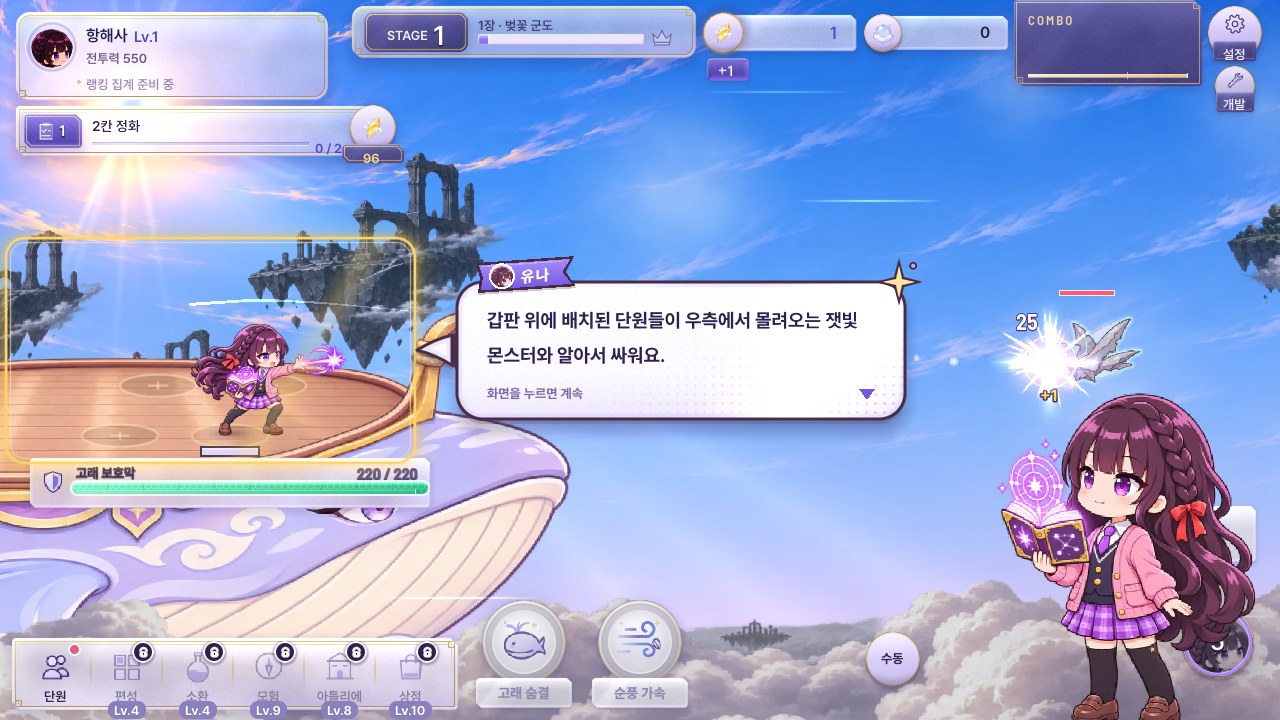 항해사 Lv.1
전투력 550
랭킹 집계 준비 중
STAGE 1
1장 · 벚꽃 군도
1
+1
0
COMBO
설정
개발
1
2칸 정화
0 / 2
96
유나
갑판 위에 배치된 단원들이 우측에서 몰려오는 잿빛
몬스터와 알아서 싸워요.
화면을 누르면 계속
25
+1
고래 보호막
220 / 220
단원
편성
Lv.4
소환
Lv.4
모험
Lv.9
아틀리에
Lv.8
상점
Lv.10
고래 숨결
순풍 가속
수동